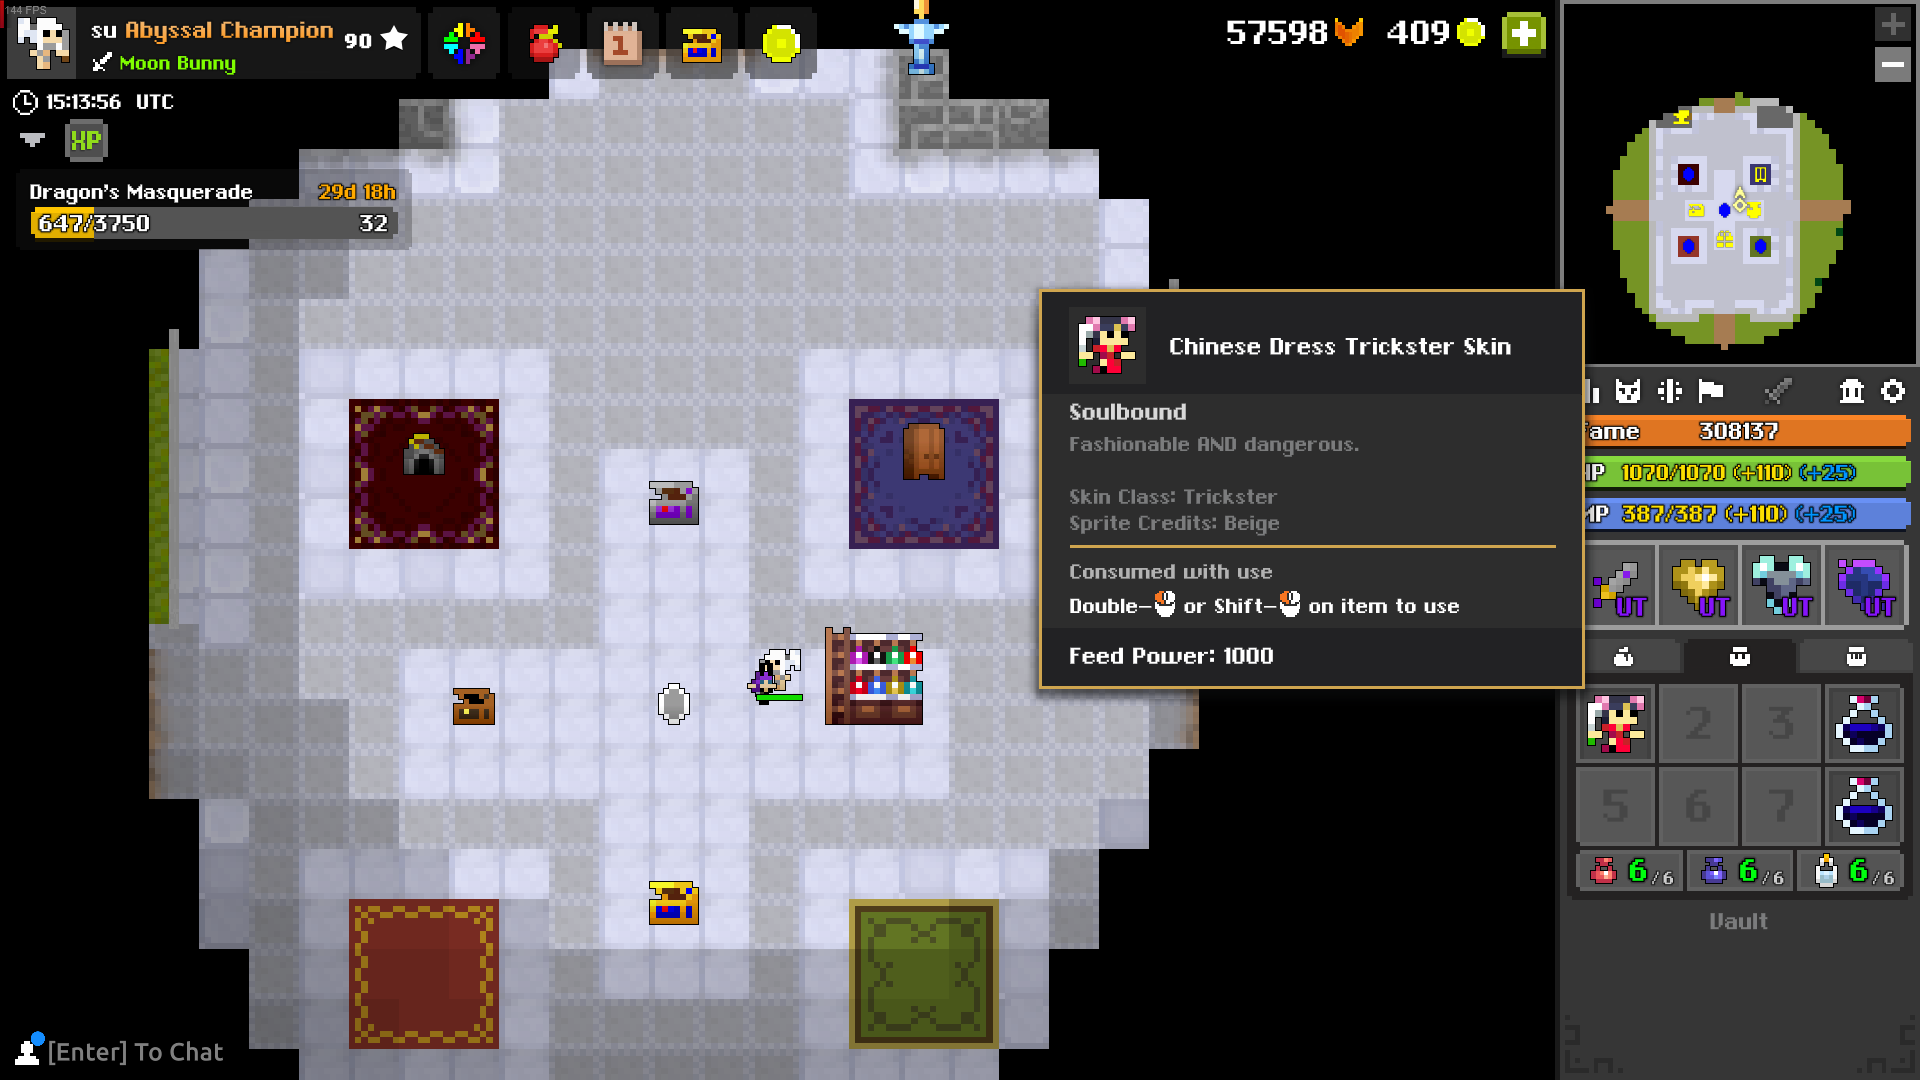 144 FPS
su Abyssal Champion 90
Moon Bunny
1
57598
409
15:13:56 UTC
XP
Dragon's Masquerade 29d 18h
647/3750 32
Chinese Dress Trickster Skin
Soulbound
Fashionable AND dangerous.
Skin Class: Trickster
Sprite Credits: Beige
Consumed with use
Double- or Shift- on item to use
Feed Power: 1000
ame 308137
HP 1070/1070 (+110) (+25)
MP 387/387 (+110) (+25)
UT UT UT UT
2 3
5 6 7
6/6 6/6 6/6
Vault
[Enter] To Chat